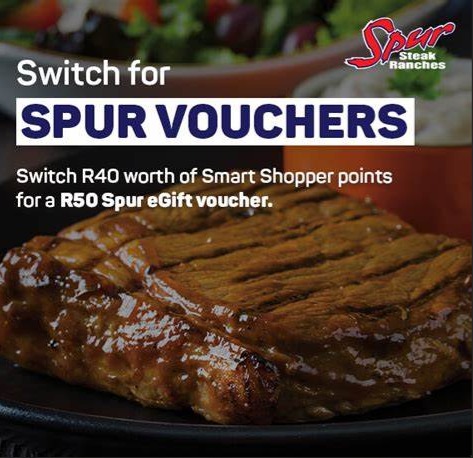 Spur
Steak
Ranches
Switch for
SPUR VOUCHERS
Switch R40 worth of Smart Shopper points
for a R50 Spur eGift voucher.